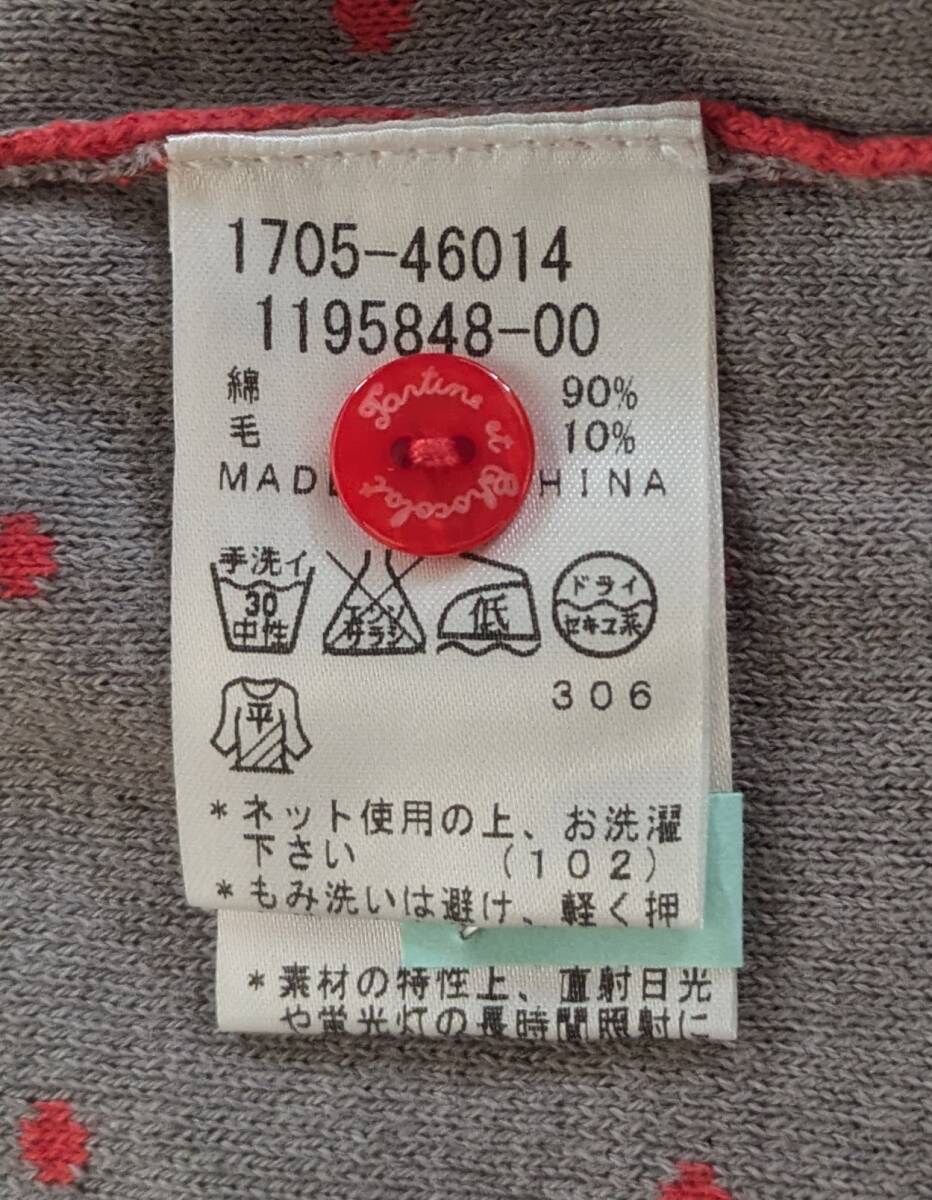 1705-46014
1195848-00
綿 90%
毛 10%
MADE HINA
Tartine et Chocolat
手洗イ
30
中性
エンソ
サラシ
低
ドライ
セキユ系
306
平
*ネット使用の上、お洗濯
下さい (102)
*もみ洗いは避け、軽く押
*素材の特性上、直射日光
や蛍光灯の長時間照射に